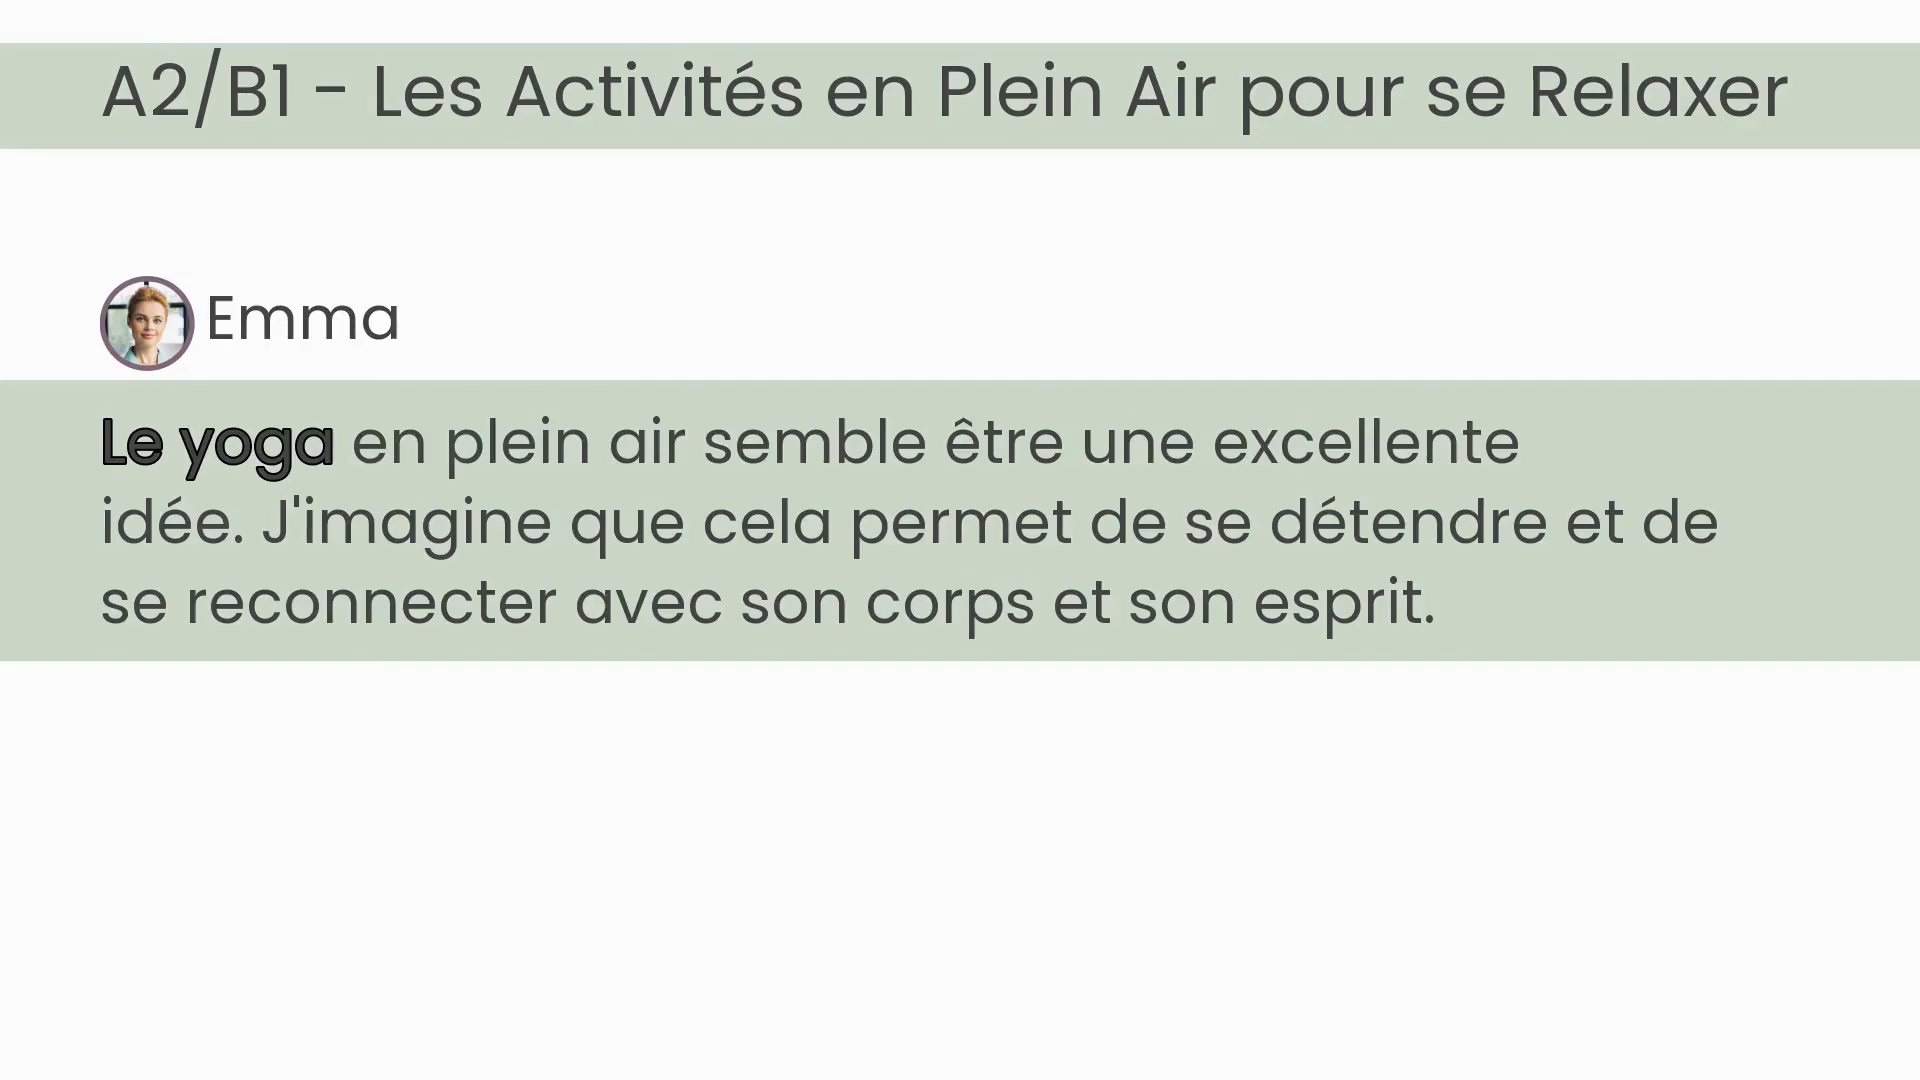 A2/B1 - Les Activités en Plein Air pour se Relaxer
Emma
Le yoga en plein air semble être une excellente
idée. J'imagine que cela permet de se détendre et de
se reconnecter avec son corps et son esprit.